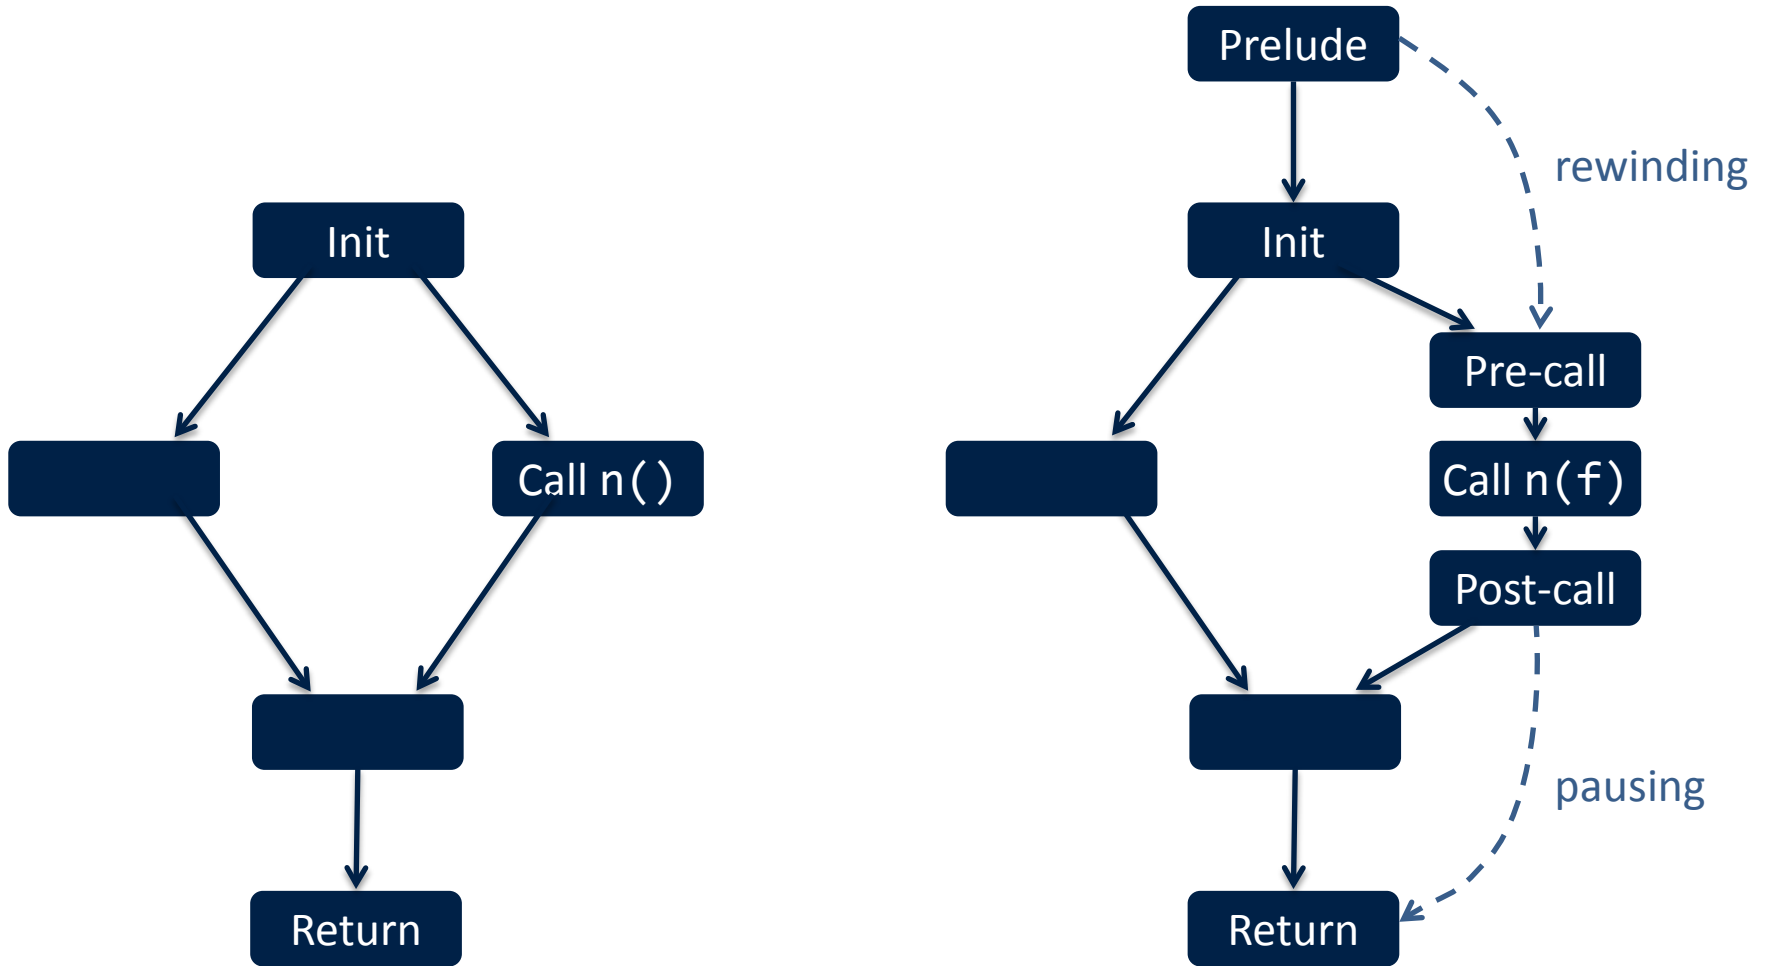 Init
Call n()
Return
Prelude
rewinding
Init
Pre-call
Call n(f)
Post-call
pausing
Return